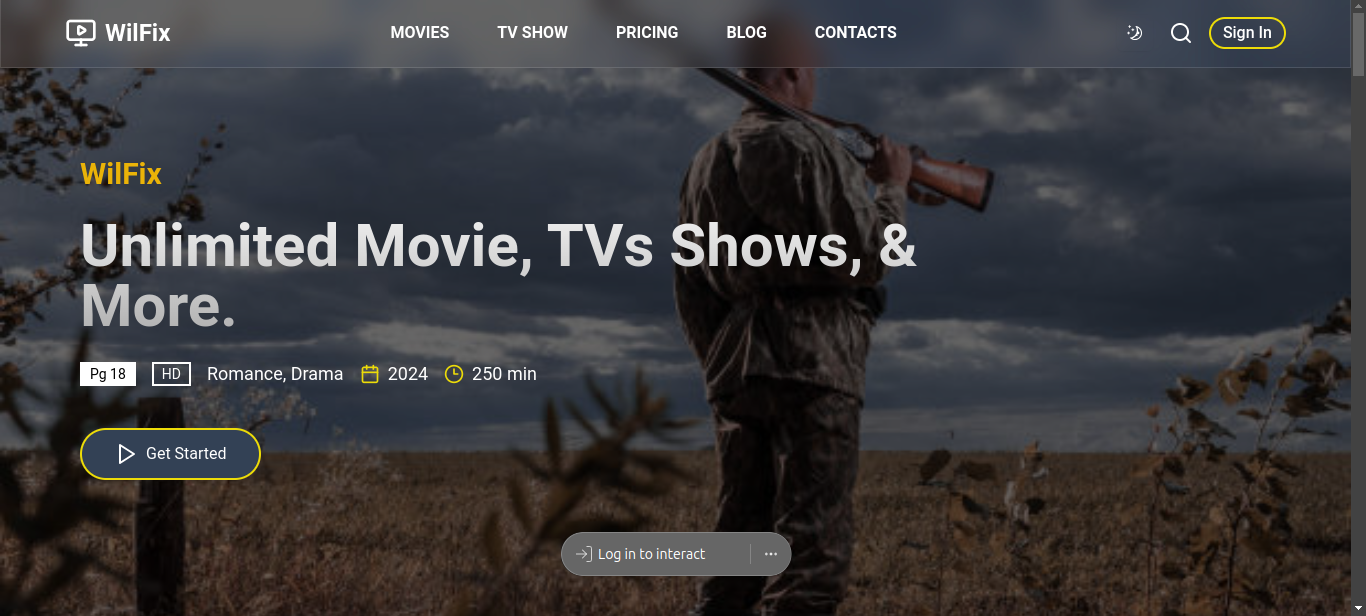 WilFix
MOVIES TV SHOW PRICING BLOG CONTACTS
Sign In
WilFix
Unlimited Movie, TVs Shows, &
More.
Pg 18 HD Romance, Drama 2024 250 min
Get Started
Log in to interact